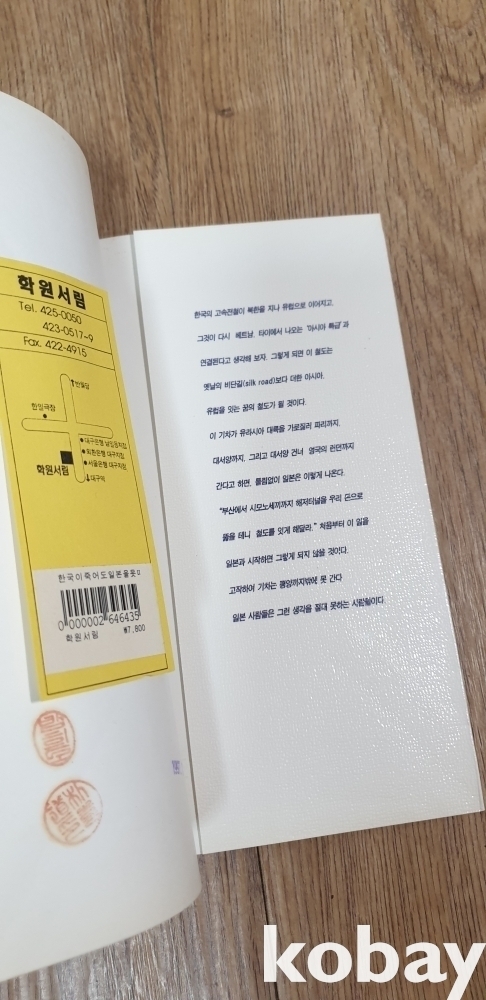 학원서림
Tel. 425-0050
423-0517~9
Fax. 422-4915
반월당
한일극장
대구은행 남일동지점
외환은행 대구지점
서울은행 대구지점
학원서림
대구역
한국이죽어도일본을못
0 000002 646435
학원서림 ₩7,800
한국의 고속전철이 북한을 지나 유럽으로 이어지고,
그것이 다시 베트남, 타이에서 나오는 '아시아 특급'과
연결된다고 생각해 보자. 그렇게 되면 이 철도는
옛날의 비단길(silk road)보다 더한 아시아,
유럽을 잇는 꿈의 철도가 될 것이다.
이 기차가 유라시아 대륙을 가로질러 파리까지,
대서양까지, 그리고 대서양 건너 영국의 런던까지
간다고 하면, 틀림없이 일본은 이렇게 나온다.
"부산에서 시모노세끼까지 해저터널을 우리 돈으로
뚫을 테니 철도를 잇게 해달라." 처음부터 이 일을
일본과 시작하면 그렇게 되지 않을 것이다.
고작하여 기차는 평양까지밖에 못 간다
일본 사람들은 그런 생각을 절대 못하는 사람들이다.
kobay